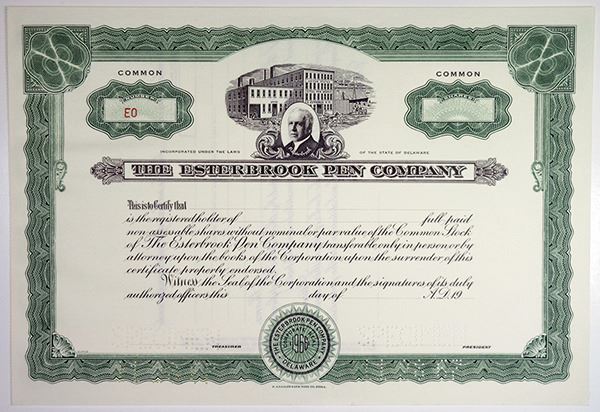 COMMON
COMMON
NUMBER
EO
SHARES
INCORPORATED UNDER THE LAWS OF THE STATE OF DELAWARE.
THE ESTERBROOK PEN COMPANY
This is to Certify that
is the registered holder of full paid
non-assessable shares without nominal or par value of the Common Stock
of The Esterbrook Pen Company transferable only in person or by
attorney upon the books of the Corporation upon the surrender of this
certificate properly endorsed.
Witness the Seal of the Corporation and the signatures of its duly
authorized officers this day of A.D. 19
TREASURER
PRESIDENT
THE ESTERBROOK PEN COMPANY
CORPORATE SEAL
DELAWARE